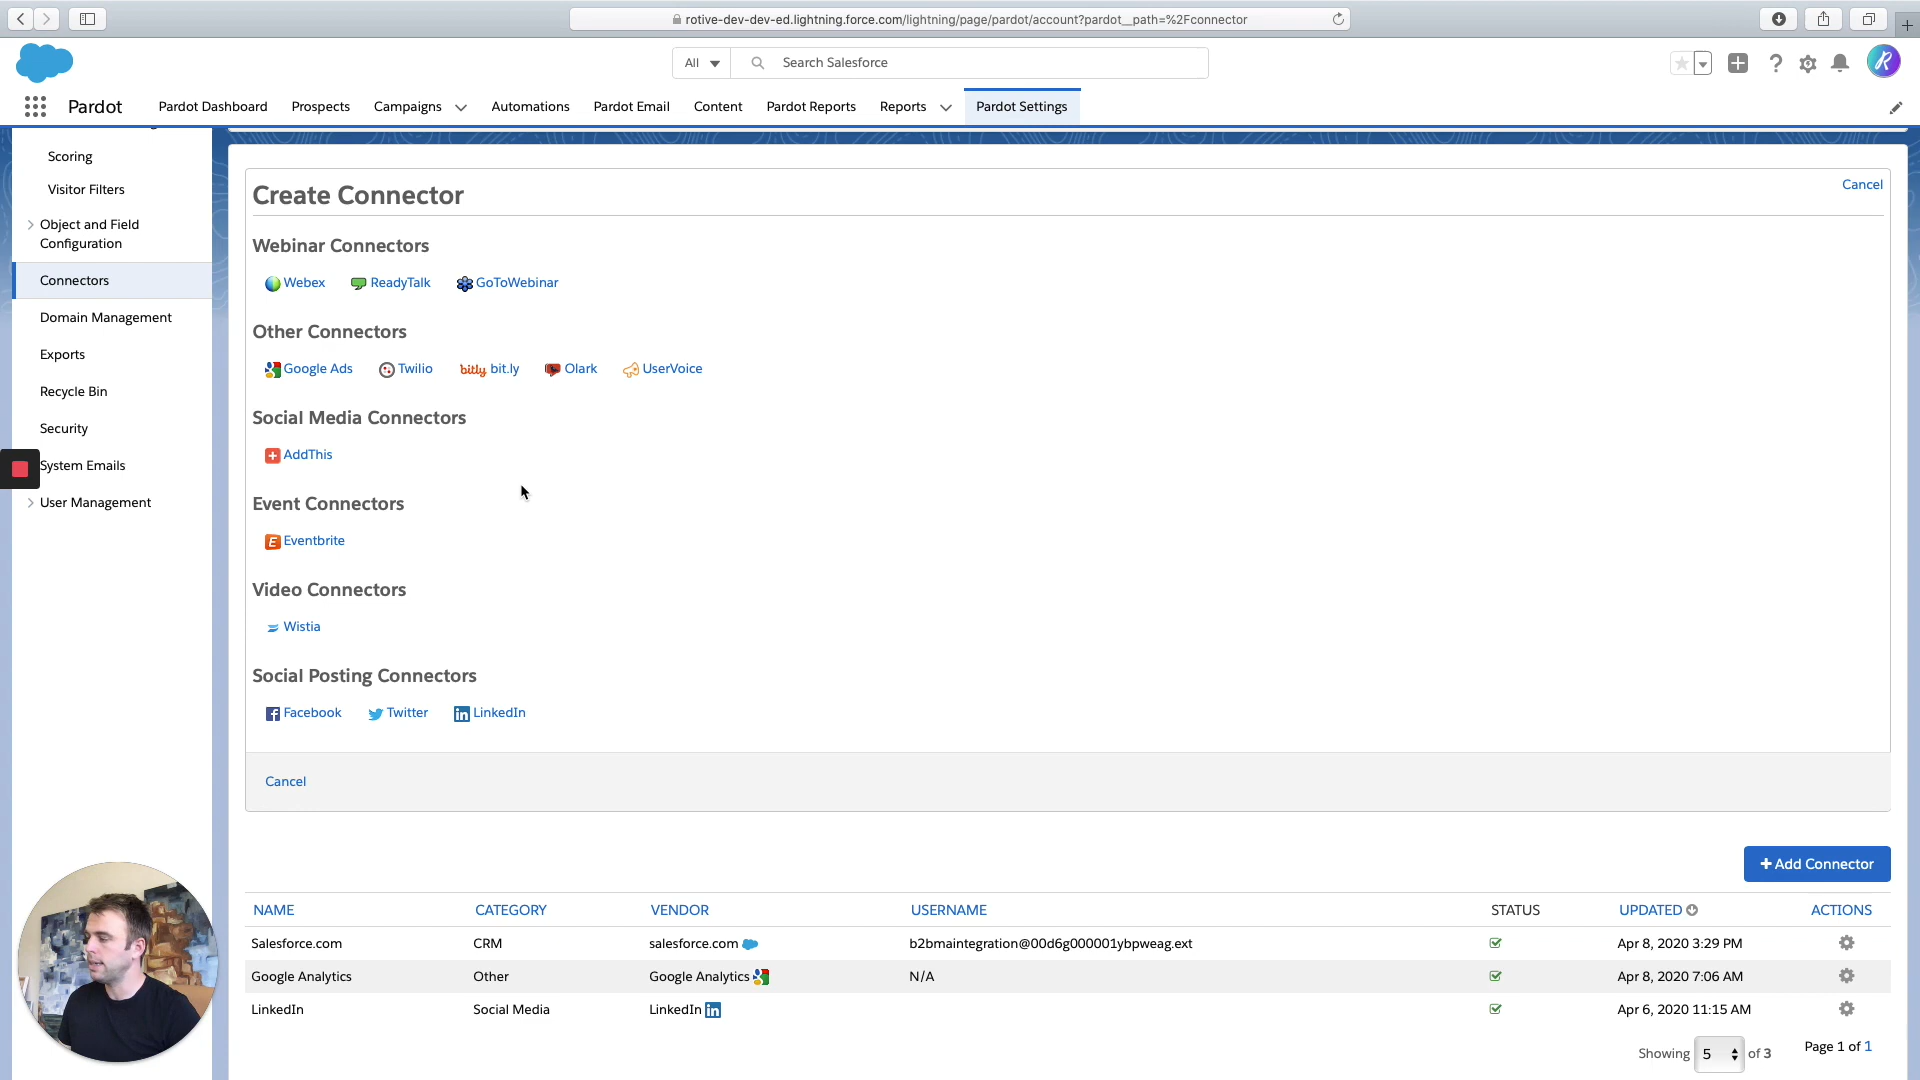 rotive-dev-dev-ed.lightning.force.com/lightning/page/pardot/account?pardot__path=%2Fconnector
All
Search Salesforce
Pardot
Pardot Dashboard
Prospects
Campaigns
Automations
Pardot Email
Content
Pardot Reports
Reports
Pardot Settings
Scoring
Visitor Filters
Object and Field
Configuration
Connectors
Domain Management
Exports
Recycle Bin
Security
System Emails
User Management
Create Connector
Cancel
Webinar Connectors
Webex ReadyTalk GoToWebinar
Other Connectors
Google Ads Twilio bitly bit.ly Olark UserVoice
Social Media Connectors
AddThis
Event Connectors
Eventbrite
Video Connectors
Wistia
Social Posting Connectors
Facebook Twitter LinkedIn
Cancel
Add Connector
NAME CATEGORY VENDOR USERNAME STATUS UPDATED ACTIONS
Salesforce.com CRM salesforce.com b2bmaintegration@00d6g000001ybpweag.ext Apr 8, 2020 3:29 PM
Google Analytics Other Google Analytics N/A Apr 8, 2020 7:06 AM
LinkedIn Social Media LinkedIn Apr 6, 2020 11:15 AM
Showing 5 of 3 Page 1 of 1